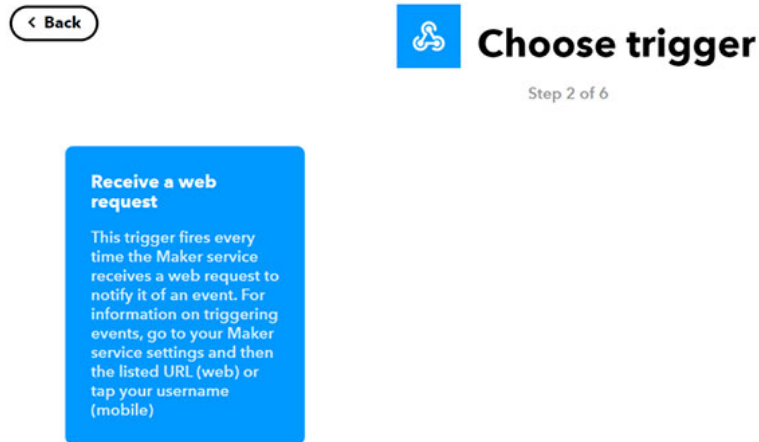 < Back
Choose trigger
Step 2 of 6
Receive a web
request
This trigger fires every
time the Maker service
receives a web request to
notify it of an event. For
information on triggering
events, go to your Maker
service settings and then
the listed URL (web) or
tap your username
(mobile)